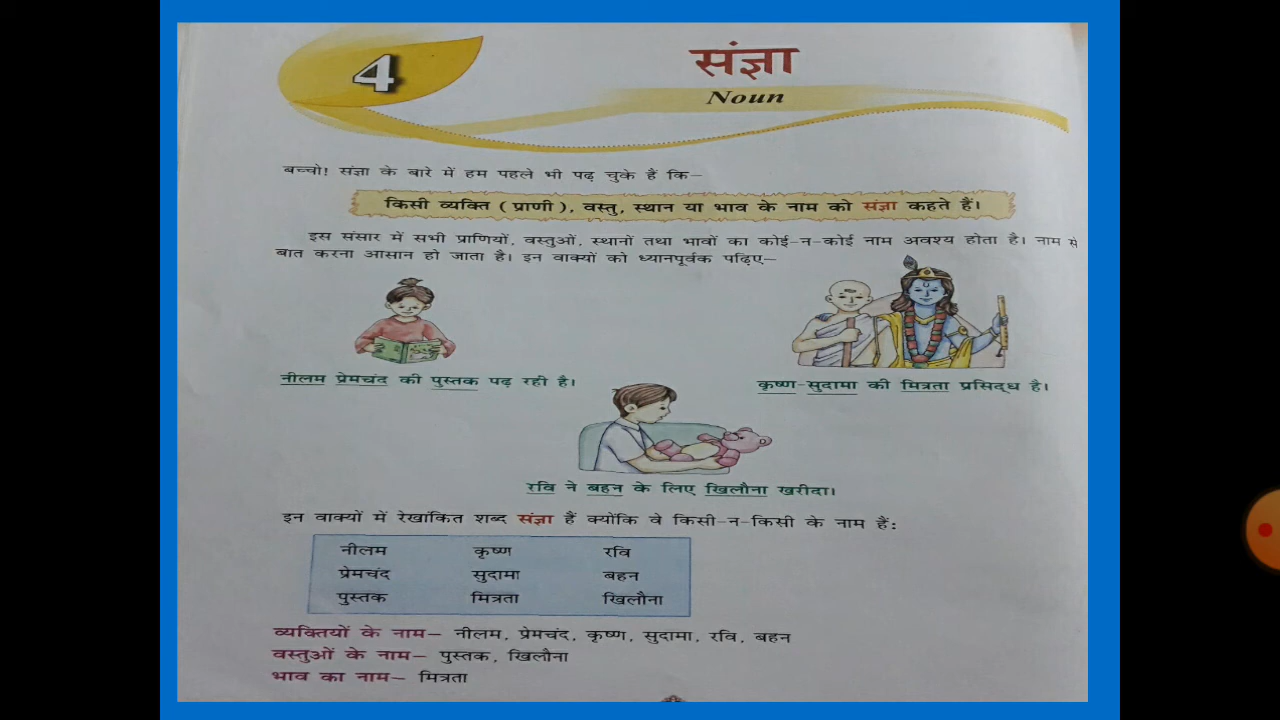 4
संज्ञा
Noun
बच्चो! संज्ञा के बारे में हम पहले भी पढ़ चुके हैं कि–
किसी व्यक्ति (प्राणी), वस्तु, स्थान या भाव के नाम को संज्ञा कहते हैं।
इस संसार में सभी प्राणियों, वस्तुओं, स्थानों तथा भावों का कोई-न-कोई नाम अवश्य होता है। नाम से
बात करना आसान हो जाता है। इन वाक्यों को ध्यानपूर्वक पढ़िए–
नीलम प्रेमचंद की पुस्तक पढ़ रही है।
कृष्ण-सुदामा की मित्रता प्रसिद्ध है।
रवि ने बहन के लिए खिलौना खरीदा।
इन वाक्यों में रेखांकित शब्द संज्ञा हैं क्योंकि वे किसी-न-किसी के नाम हैं:
नीलम कृष्ण रवि
प्रेमचंद सुदामा बहन
पुस्तक मित्रता खिलौना
व्यक्तियों के नाम– नीलम, प्रेमचंद, कृष्ण, सुदामा, रवि, बहन
वस्तुओं के नाम– पुस्तक, खिलौना
भाव का नाम– मित्रता